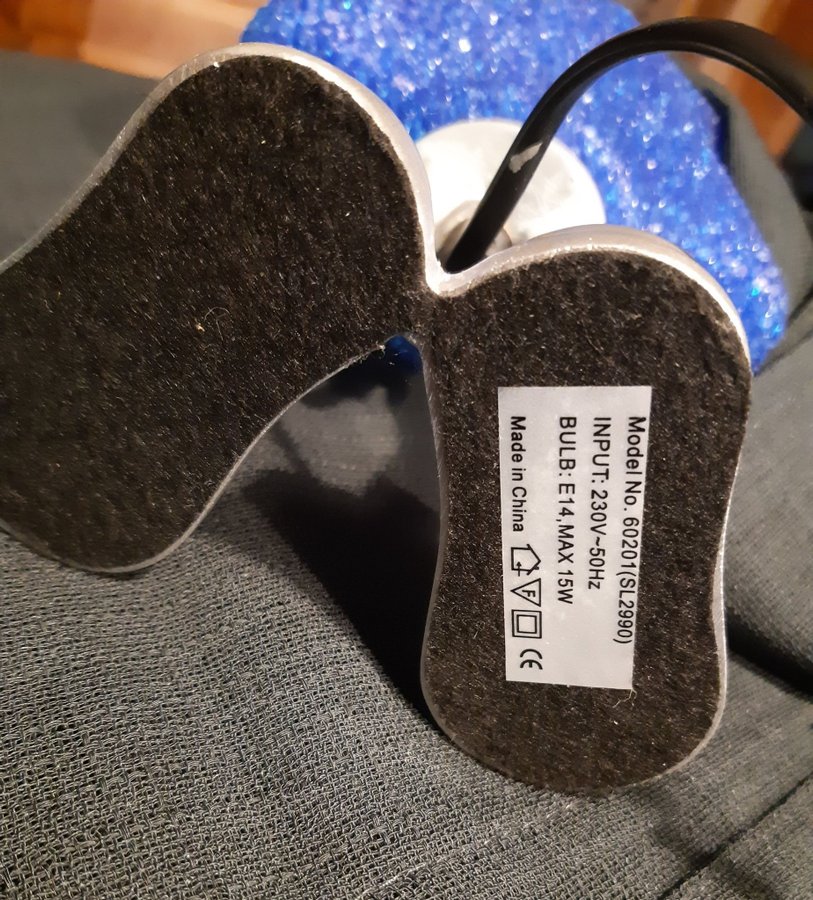 Model No. 60201(SL2990)
INPUT: 230V~50Hz
BULB: E14,MAX 15W
Made in China F CE